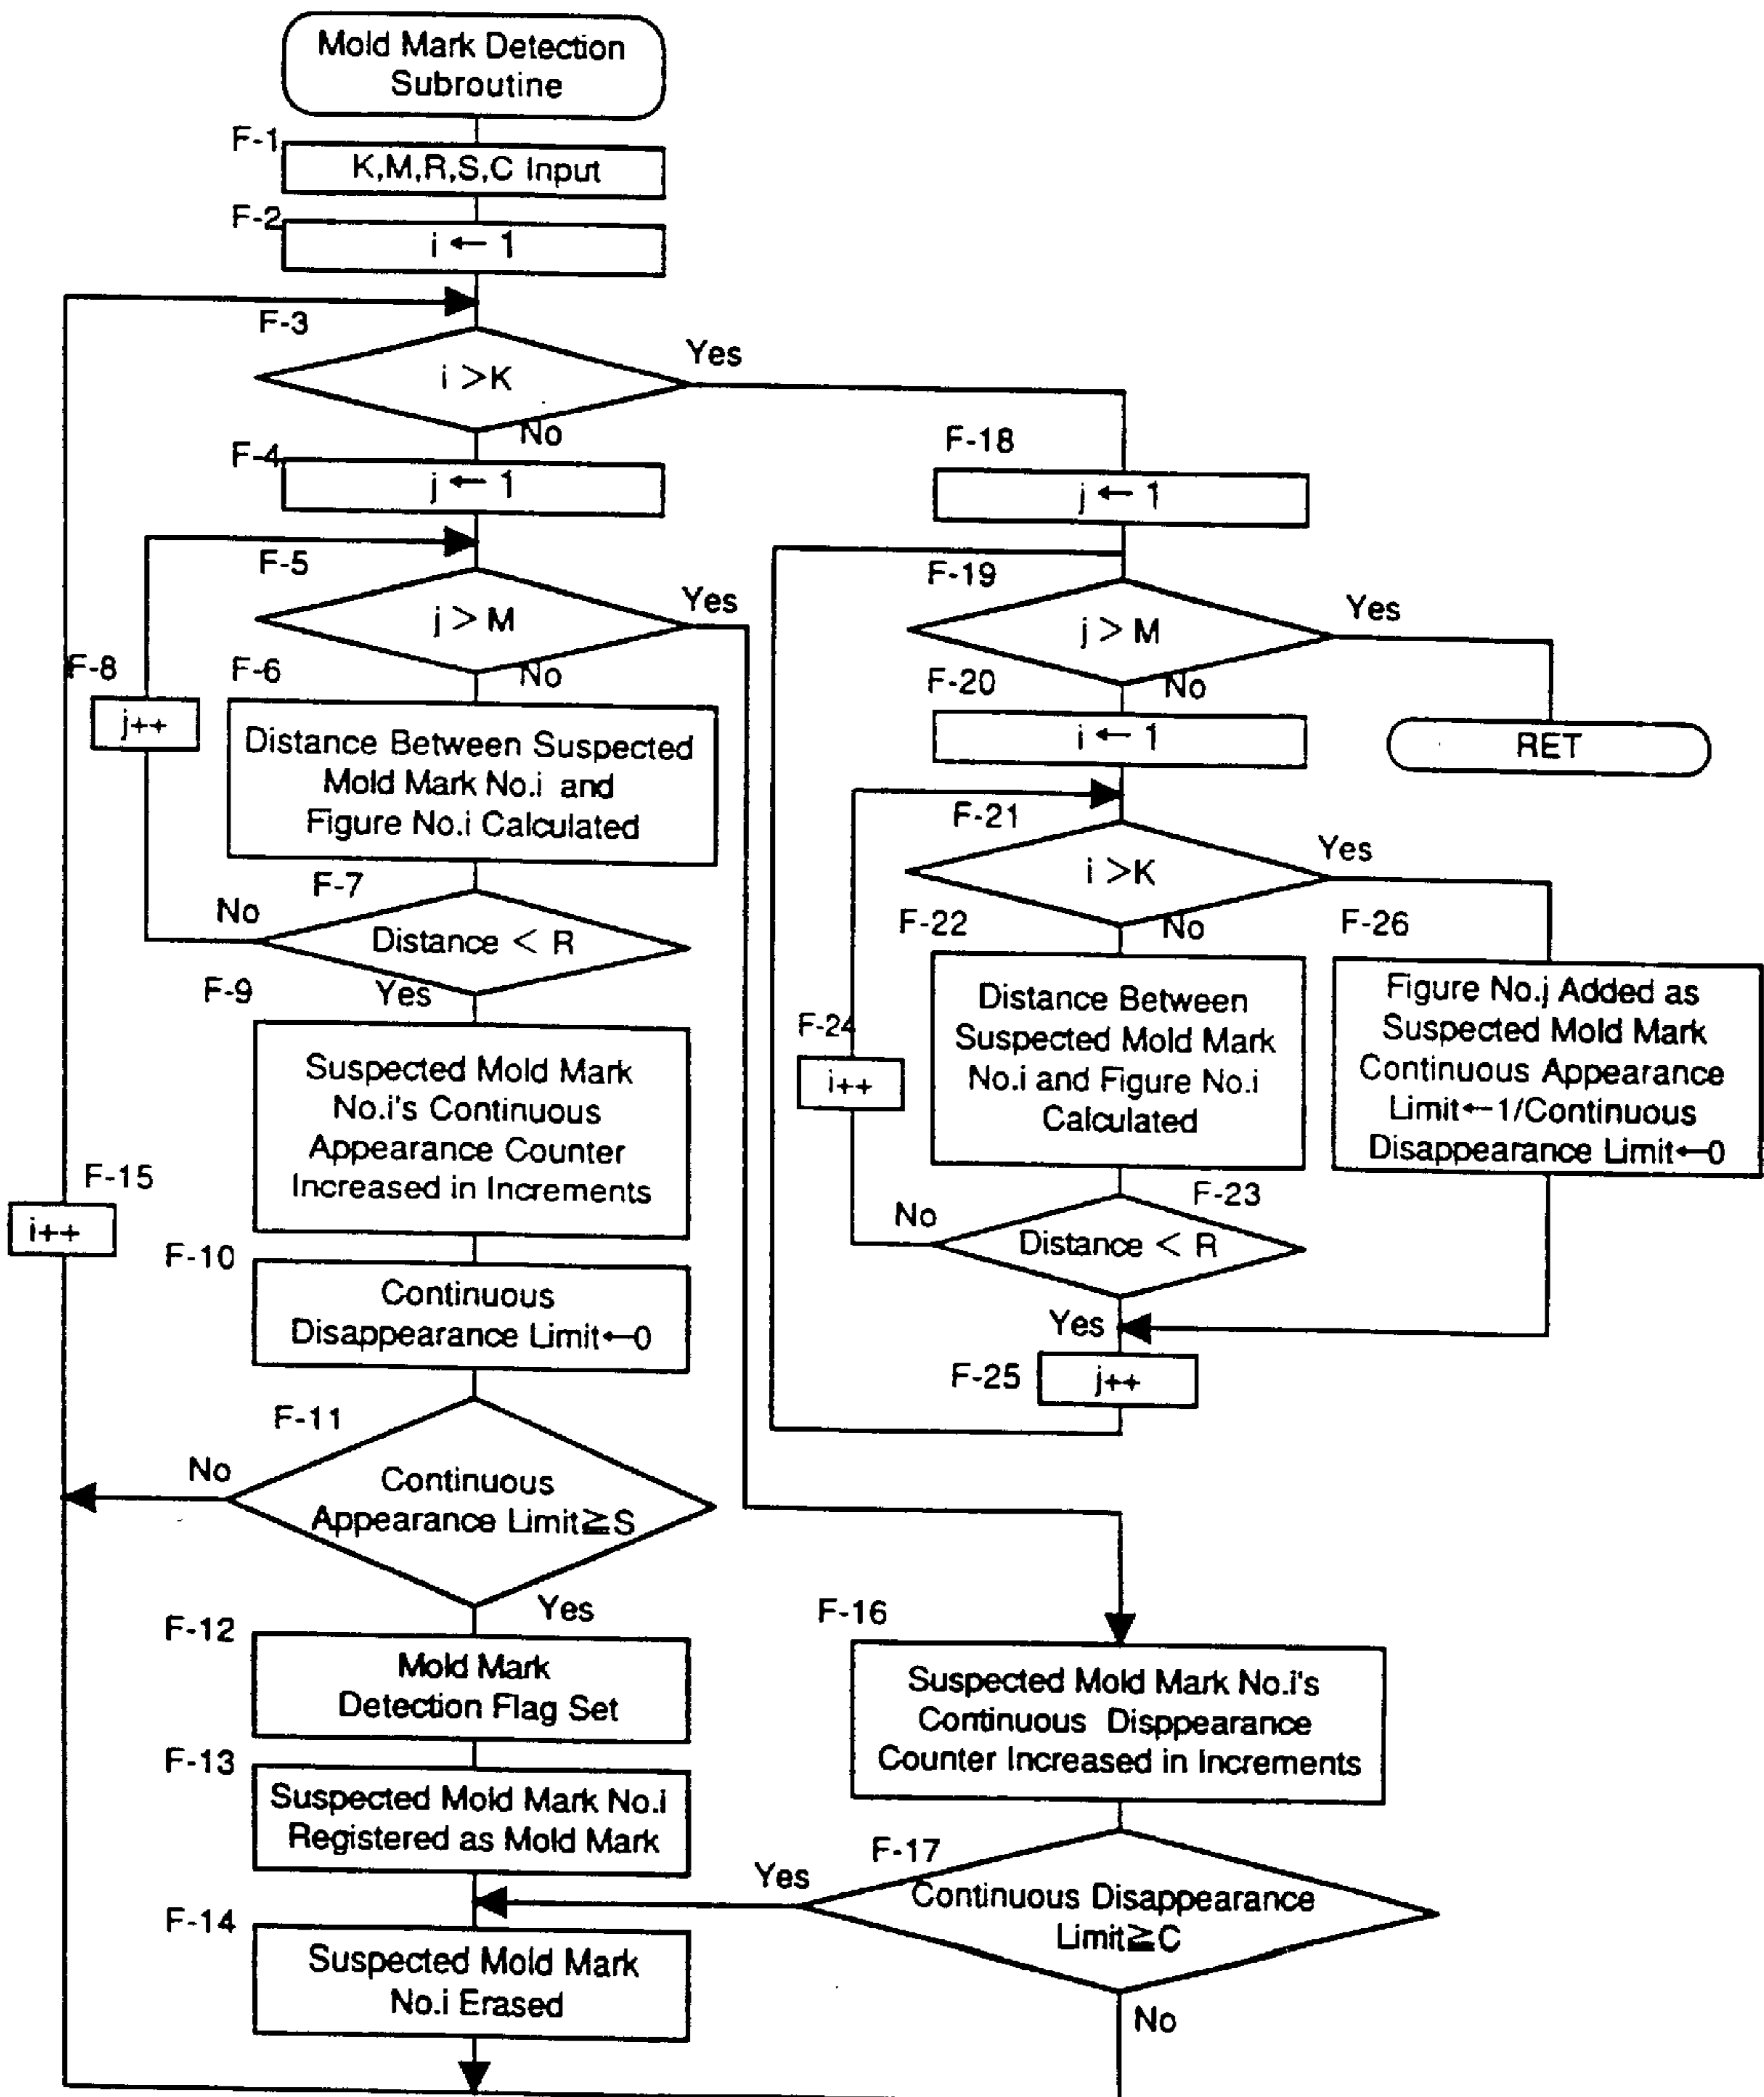 Mold Mark Detection
Subroutine
F-1
K,M,R,S,C Input
F-2
i ← 1
F-3
i >K
Yes
No
F-4
j ← 1
F-5
j > M
Yes
No
F-8
j++
F-6
Distance Between Suspected
Mold Mark No.i and
Figure No.i Calculated
F-7
No
Distance < R
Yes
F-9
Suspected Mold Mark
No.i's Continuous
Appearance Counter
Increased in Increments
F-15
i++
F-10
Continuous
Disappearance Limit←0
F-11
No
Continuous
Appearance Limit≧S
Yes
F-12
Mold Mark
Detection Flag Set
F-13
Suspected Mold Mark No.i
Registered as Mold Mark
F-14
Suspected Mold Mark
No.i Erased
F-18
j ← 1
F-19
j > M
Yes
No
RET
F-20
i ← 1
F-21
i >K
Yes
No
F-22
Distance Between
Suspected Mold Mark
No.i and Figure No.i
Calculated
F-24
i++
F-23
No
Distance < R
Yes
F-26
Figure No.j Added as
Suspected Mold Mark
Continuous Appearance
Limit←1/Continuous
Disappearance Limit←0
F-25
j++
F-16
Suspected Mold Mark No.i's
Continuous Disppearance
Counter Increased in Increments
F-17
Yes
Continuous Disappearance
Limit≧C
No